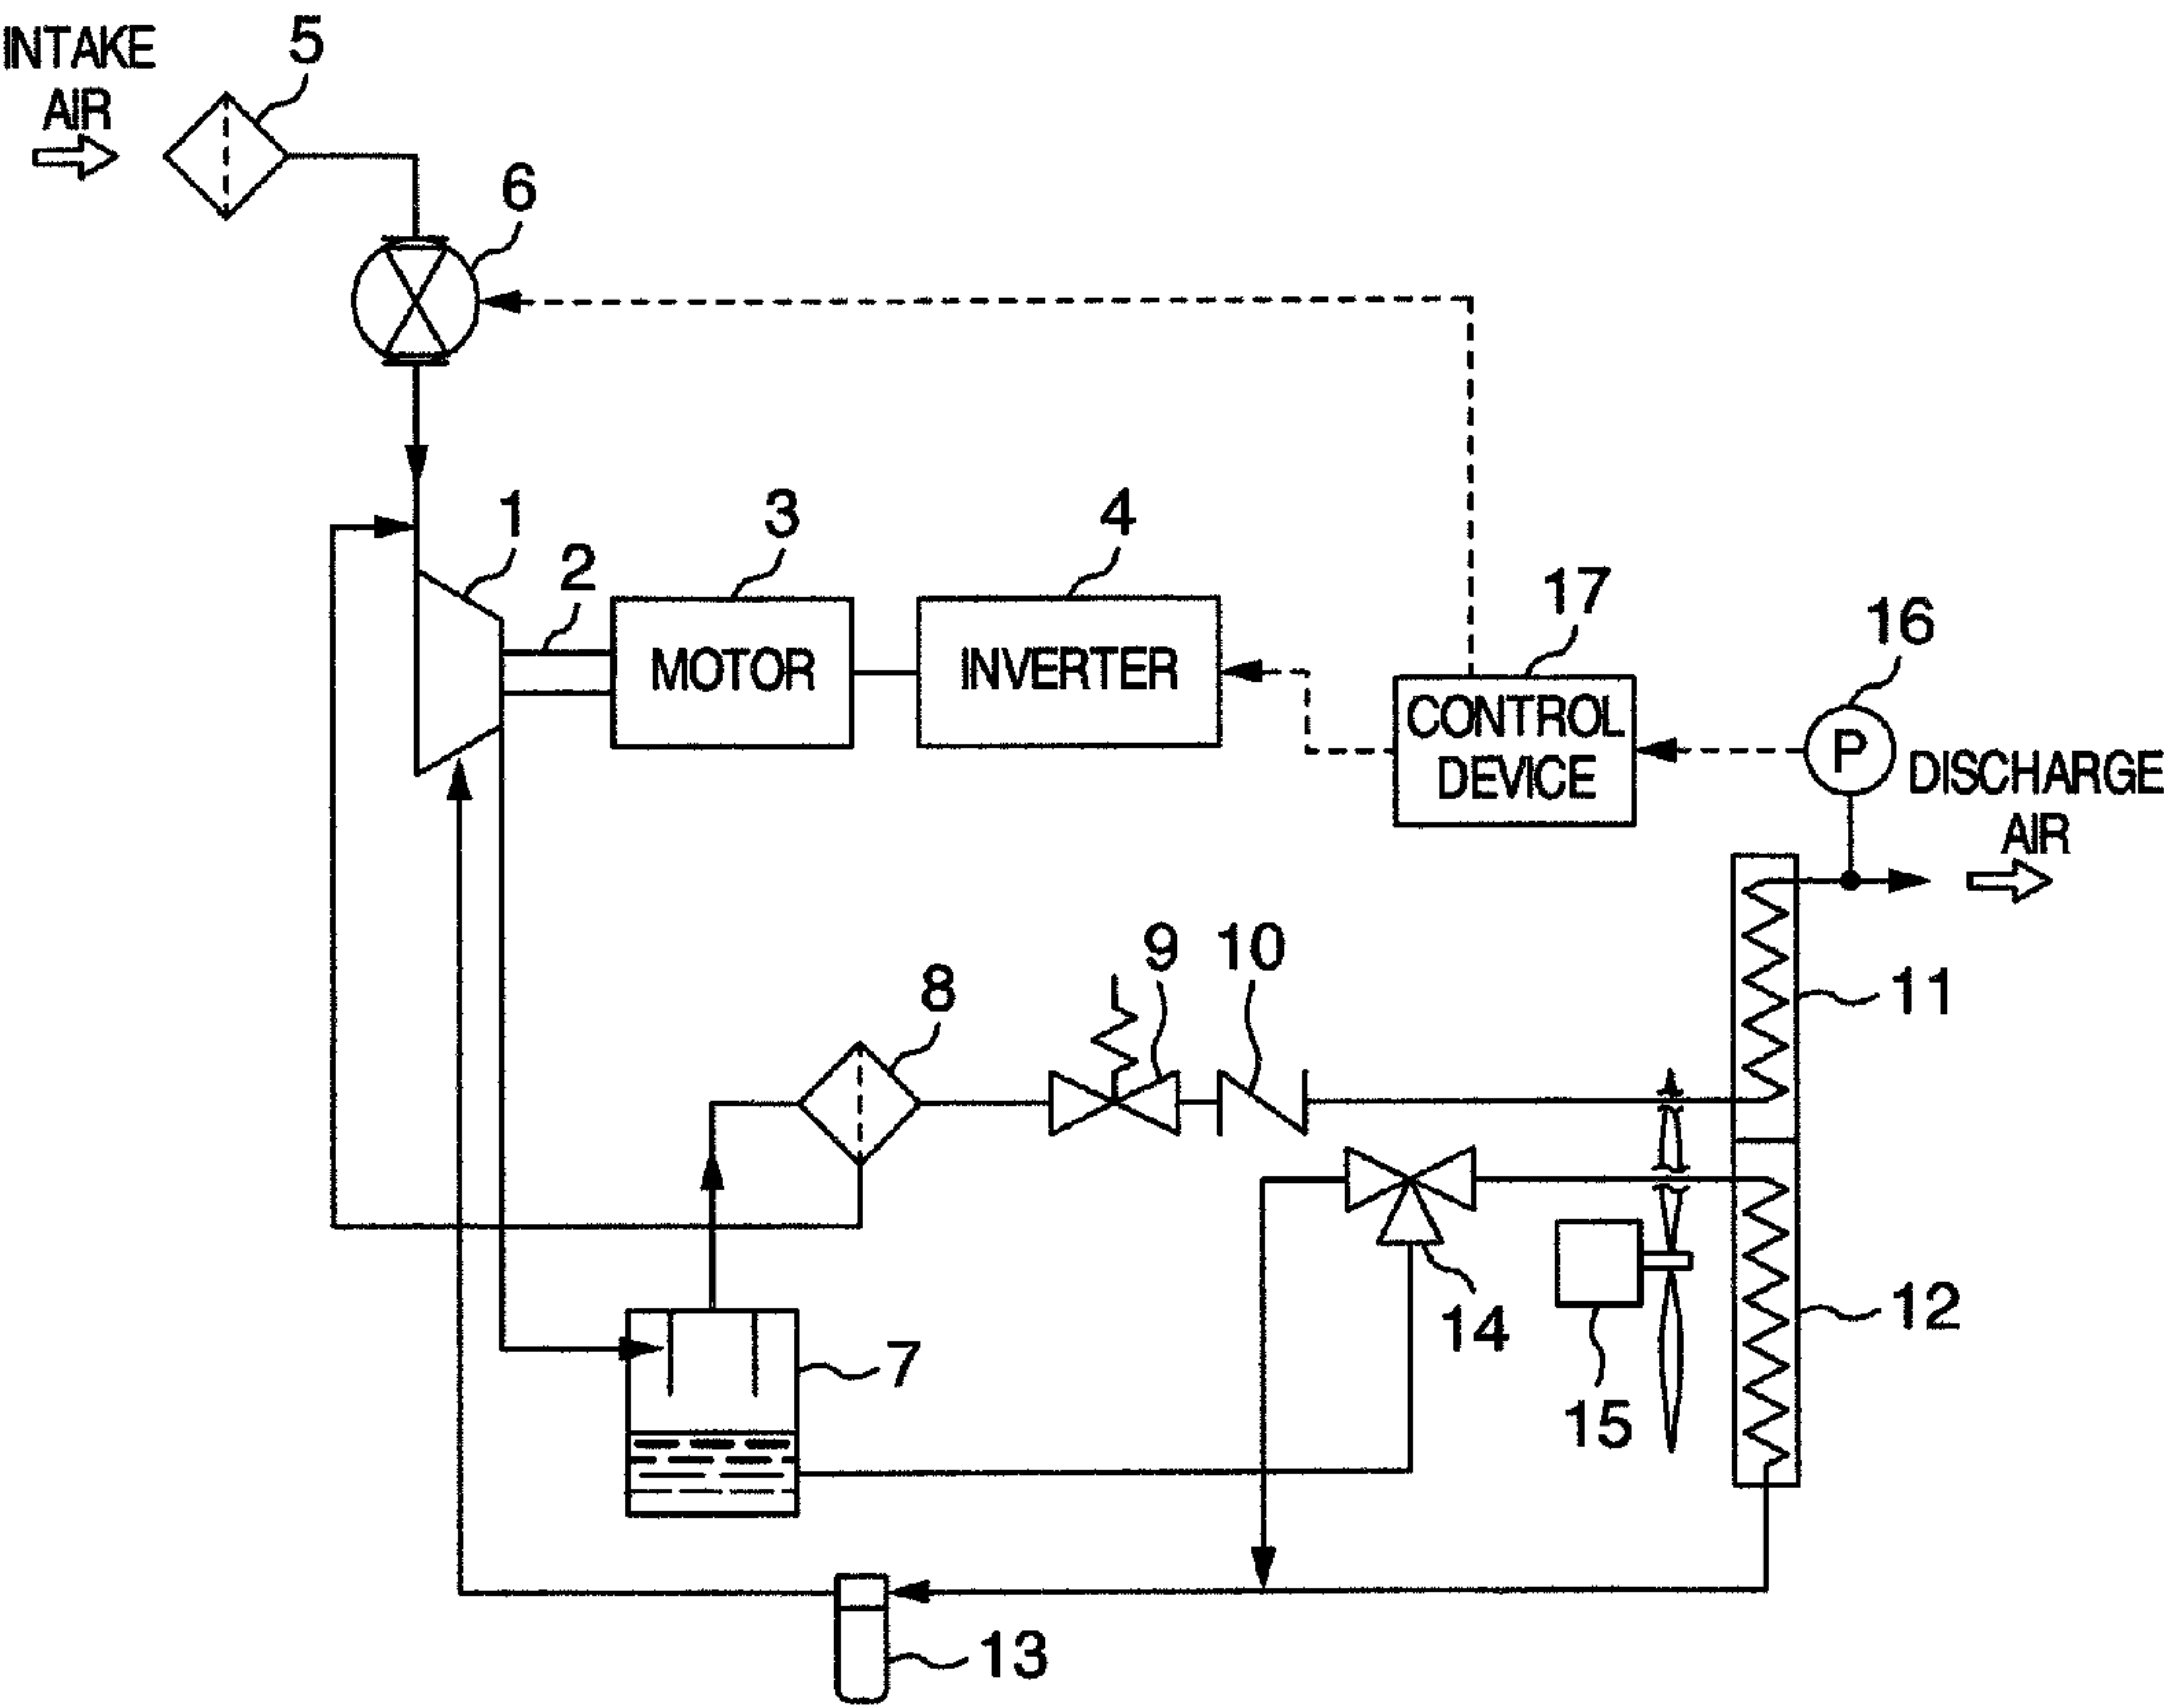 INTAKE
AIR
5
6
1
2
3
4
17
16
MOTOR
INVERTER
CONTROL
DEVICE
P
DISCHARGE
AIR
8
9
10
11
14
12
7
15
13